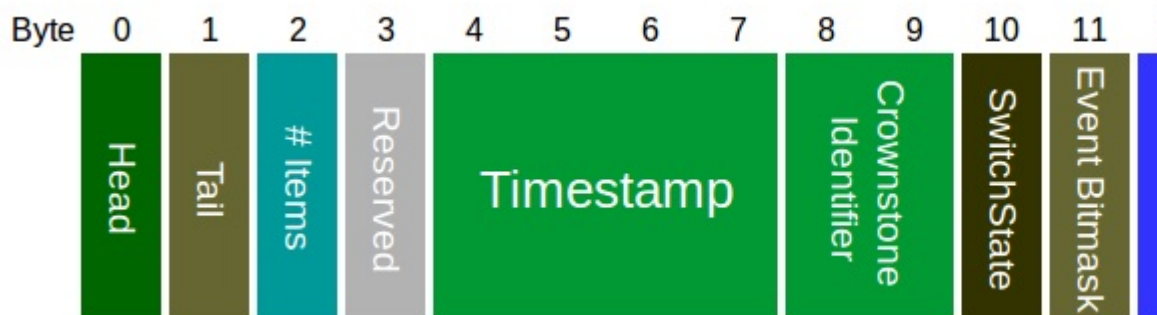 Byte 0 1 2 3 4 5 6 7 8 9 10 11
Head
Tail
# Items
Reserved
Timestamp
Crownstone
Identifier
SwitchState
Event Bitmask